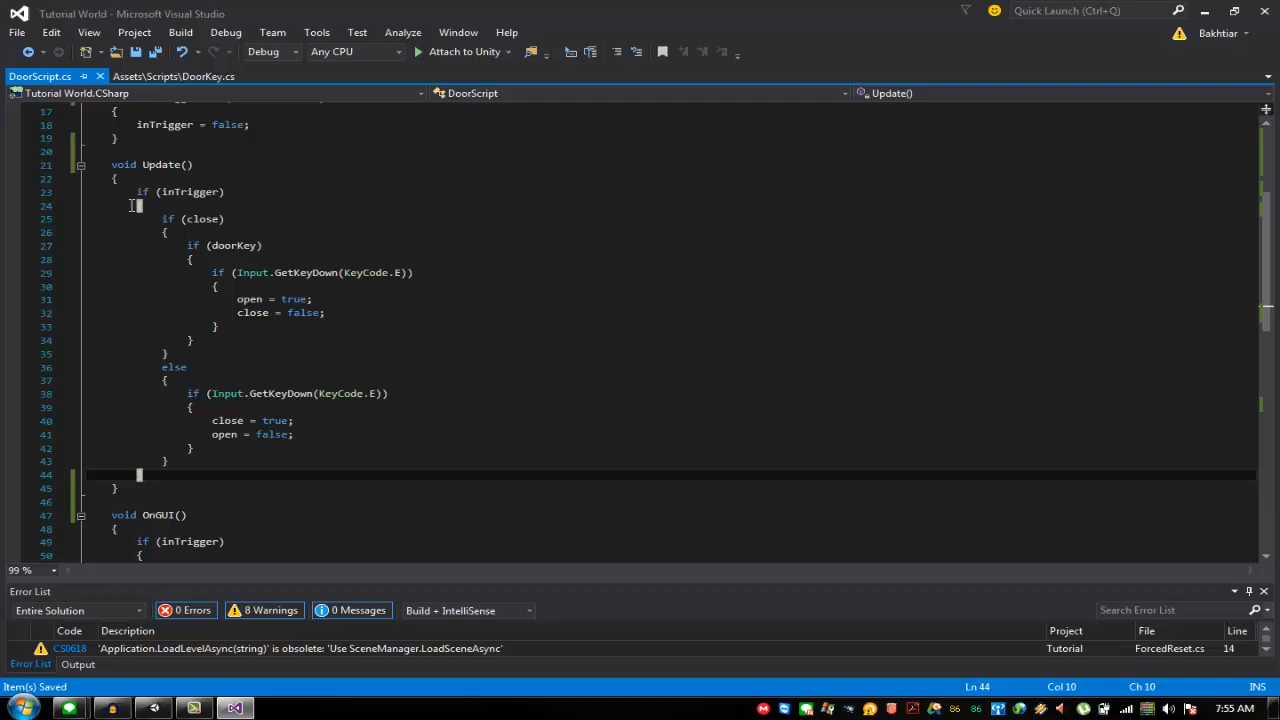 Tutorial World - Microsoft Visual Studio
Quick Launch (Ctrl+Q)
File Edit View Project Build Debug Team Tools Test Analyze Window Help
Bakhtiar
Debug Any CPU Attach to Unity
DoorScript.cs Assets\Scripts\DoorKey.cs
Tutorial World.CSharp DoorScript Update()
17 {
18 inTrigger = false;
19 }
20
21 void Update()
22 {
23 if (inTrigger)
24
25 if (close)
26 {
27 if (doorKey)
28 {
29 if (Input.GetKeyDown(KeyCode.E))
30 {
31 open = true;
32 close = false;
33 }
34 }
35 }
36 else
37 {
38 if (Input.GetKeyDown(KeyCode.E))
39 {
40 close = true;
41 open = false;
42 }
43 }
44
45 }
46
47 void OnGUI()
48 {
49 if (inTrigger)
50 {
99 %
Error List
Entire Solution 0 Errors 8 Warnings 0 Messages Build + IntelliSense Search Error List
Code Description Project File Line
CS0618 'Application.LoadLevelAsync(string)' is obsolete: 'Use SceneManager.LoadSceneAsync' Tutorial ForcedReset.cs 14
Error List Output
Item(s) Saved Ln 44 Col 10 Ch 10 INS
86 86 7:55 AM